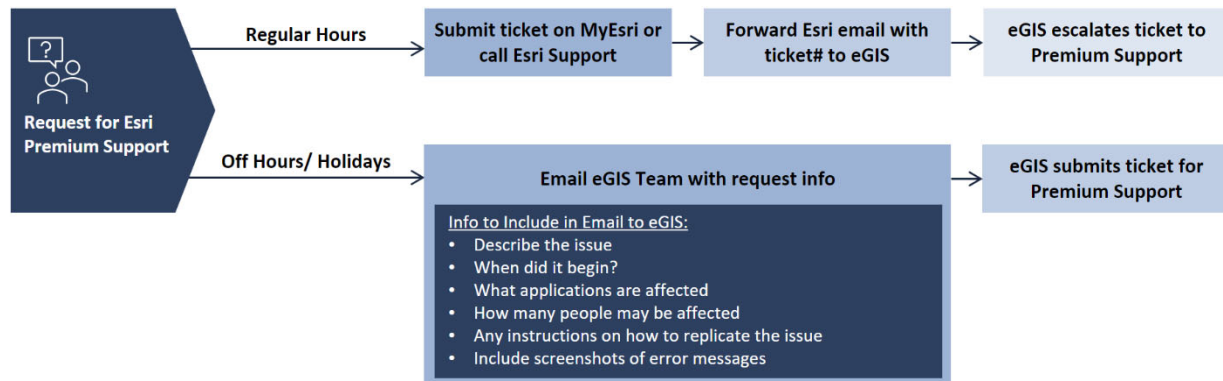 ?
Request for Esri
Premium Support
Regular Hours
Submit ticket on MyEsri or
call Esri Support
Forward Esri email with
ticket# to eGIS
eGIS escalates ticket to
Premium Support
Off Hours/ Holidays
Email eGIS Team with request info
Info to Include in Email to eGIS:
• Describe the issue
• When did it begin?
• What applications are affected
• How many people may be affected
• Any instructions on how to replicate the issue
• Include screenshots of error messages
eGIS submits ticket for
Premium Support